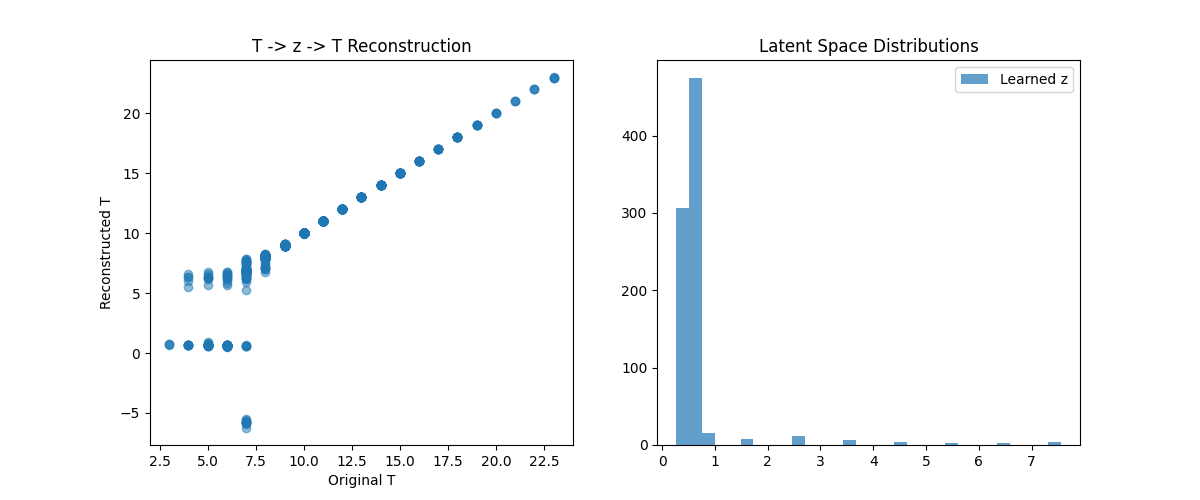 T -> z -> T Reconstruction
Reconstructed T
20
15
10
5
0
−5
2.5 5.0 7.5 10.0 12.5 15.0 17.5 20.0 22.5
Original T
Latent Space Distributions
Learned z
400
300
200
100
0
0 1 2 3 4 5 6 7